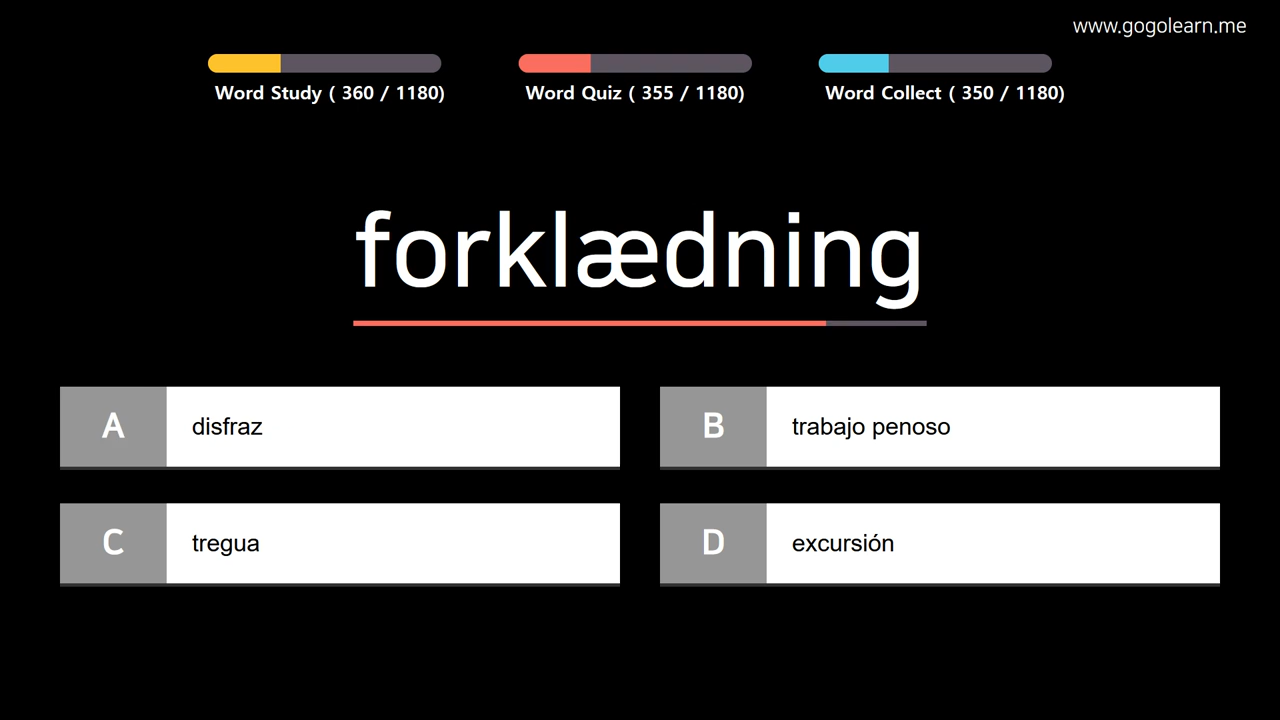 www.gogolearn.me
Word Study ( 360 / 1180)
Word Quiz ( 355 / 1180)
Word Collect ( 350 / 1180)
forklædning
A disfraz
B trabajo penoso
C tregua
D excursión